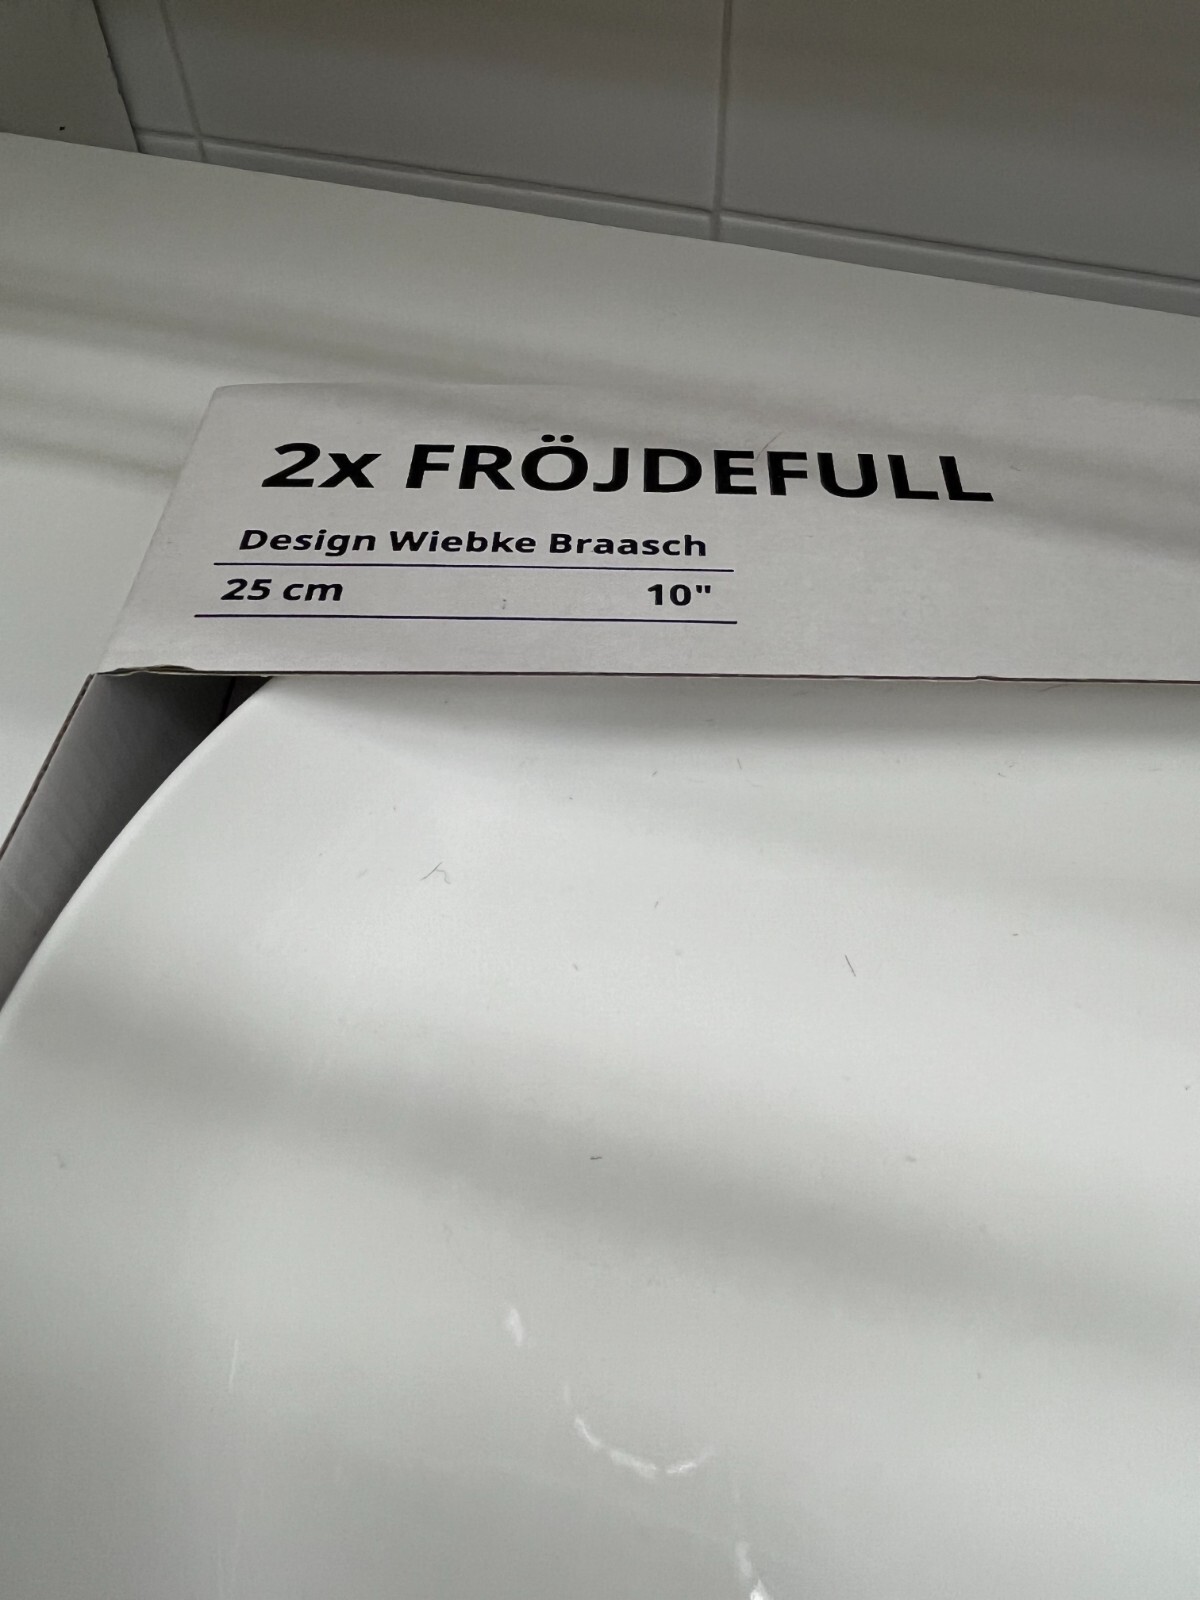 2x FRÖJDEFULL
Design Wiebke Braasch
25 cm 10"